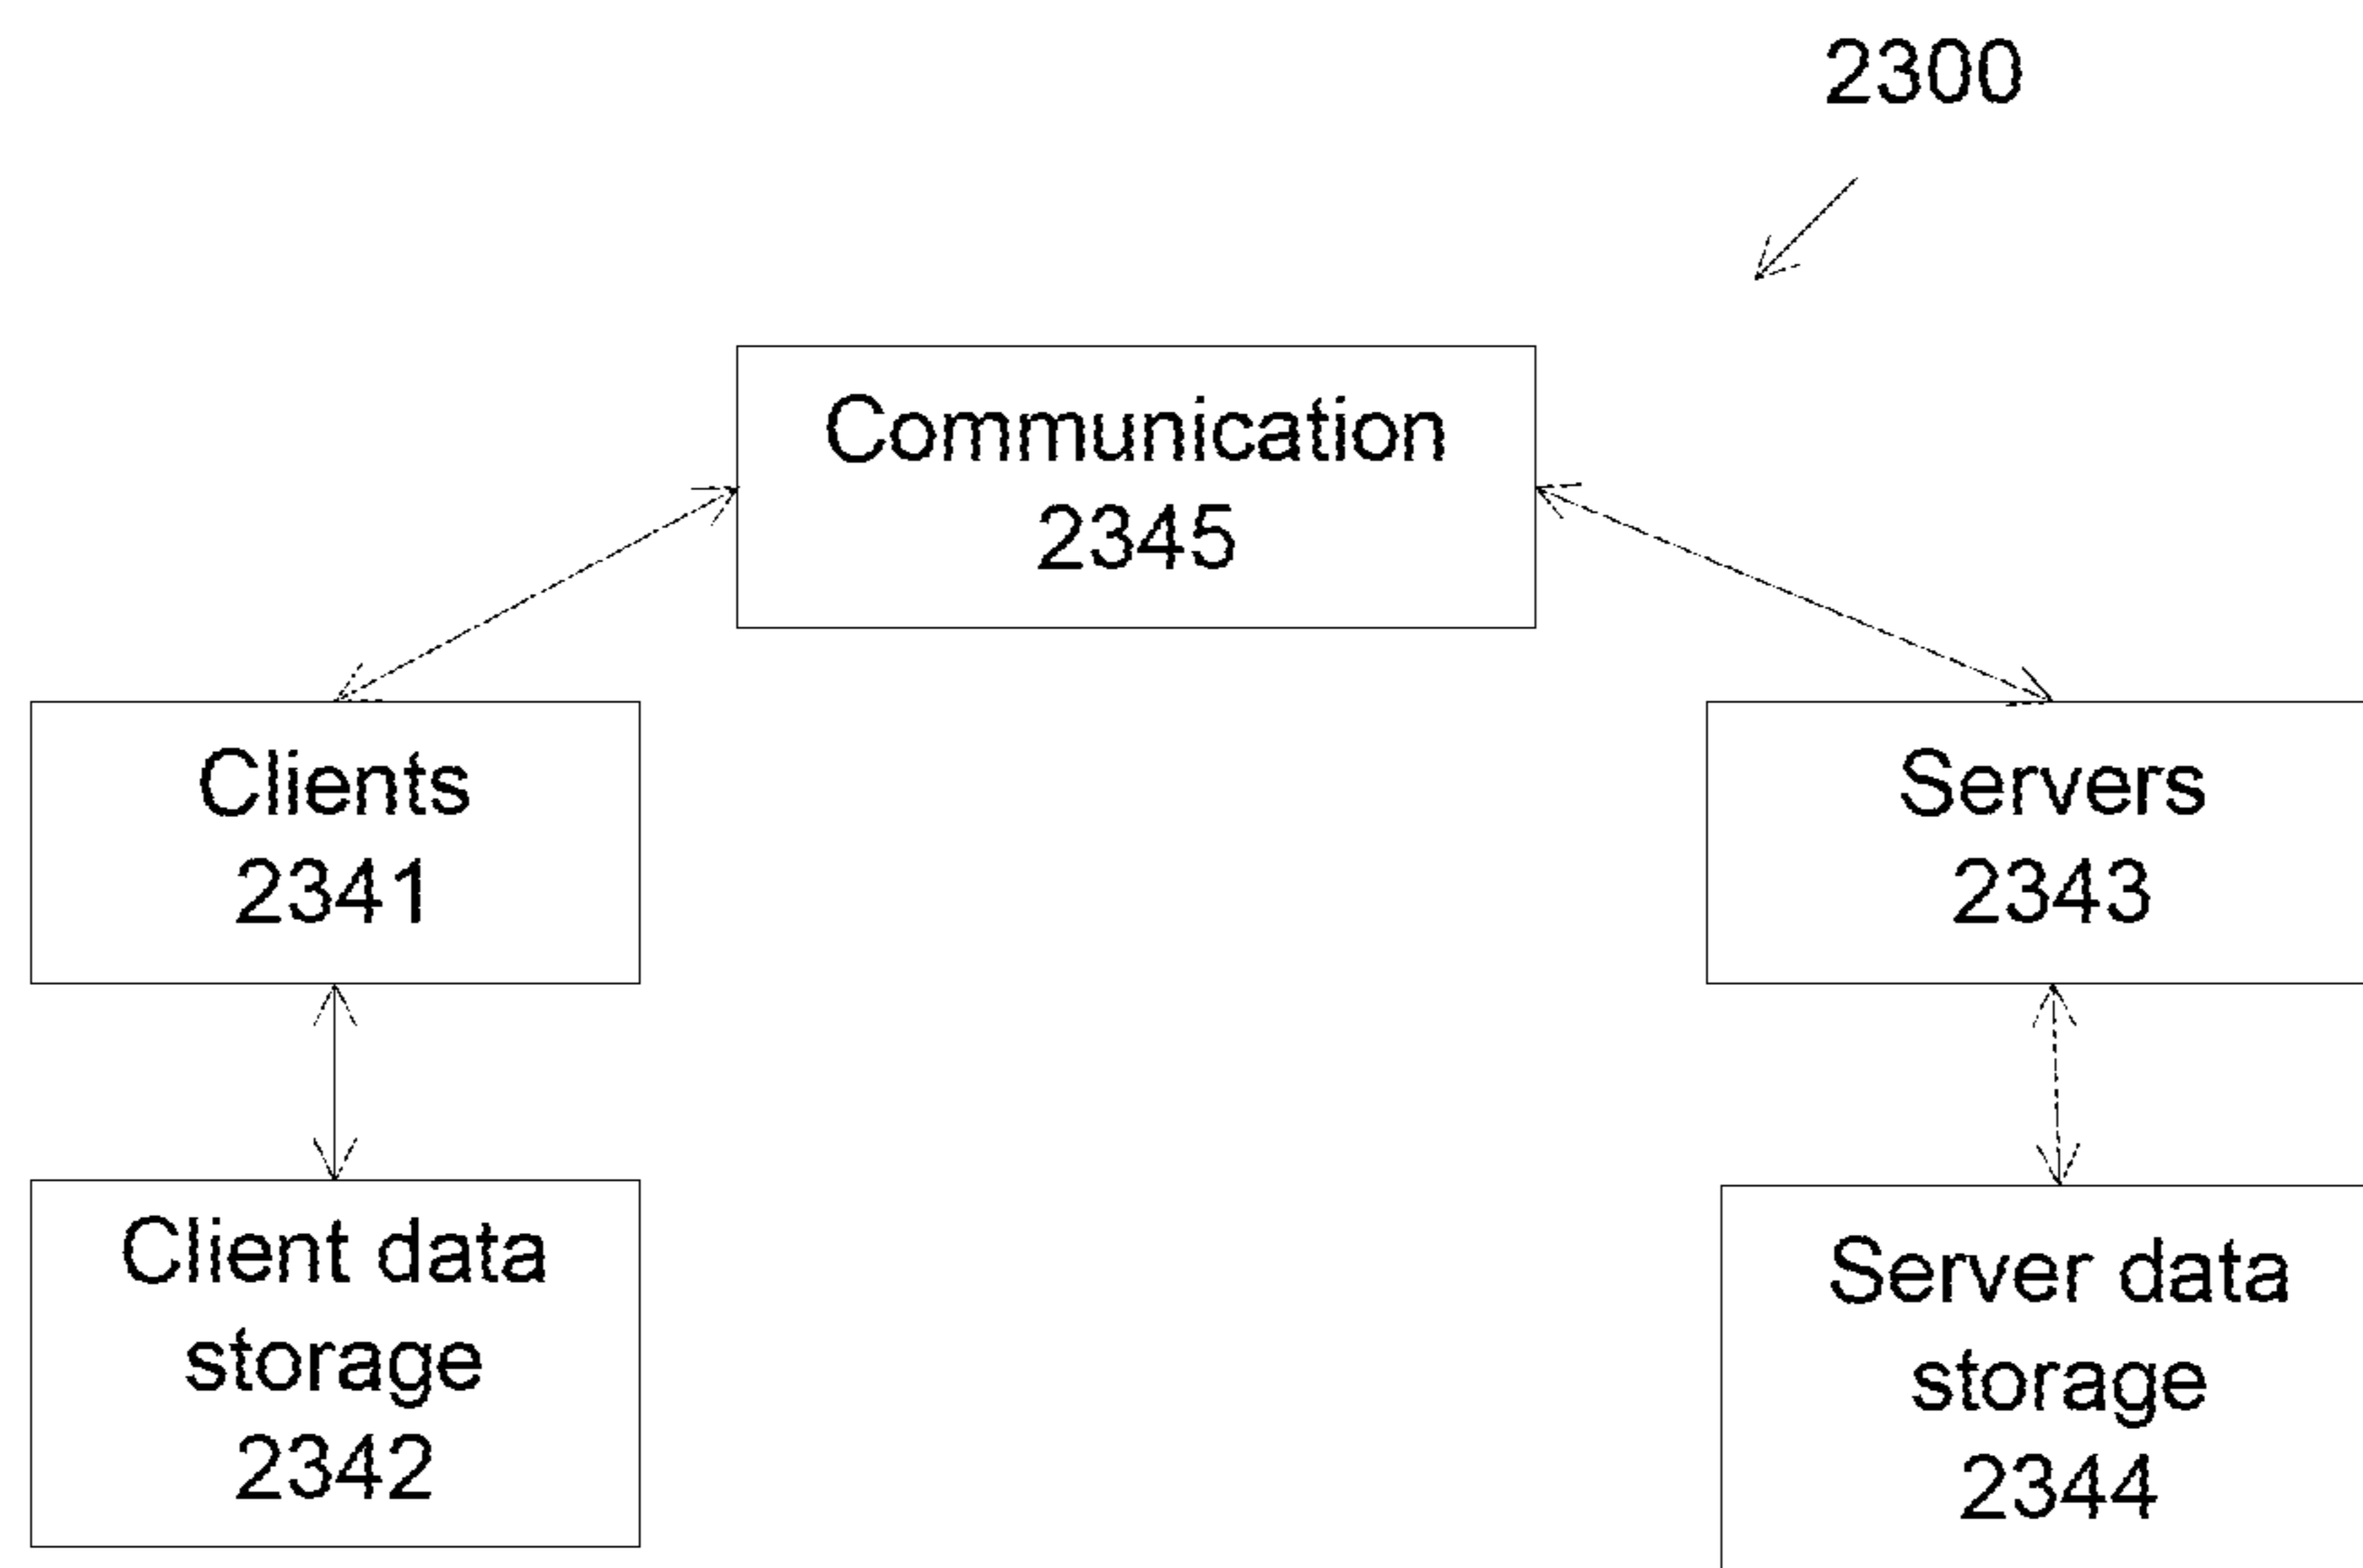 2300
Communication
2345
Clients
2341
Servers
2343
Client data
storage
2342
Server data
storage
2344